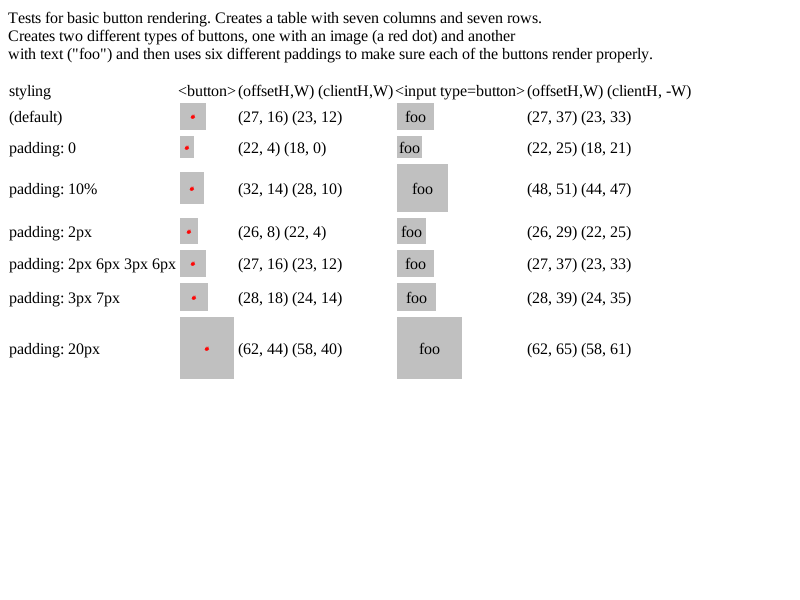 Tests for basic button rendering. Creates a table with seven columns and seven rows.
Creates two different types of buttons, one with an image (a red dot) and another
with text ("foo") and then uses six different paddings to make sure each of the buttons render properly.
styling <button> (offsetH,W) (clientH,W) <input type=button> (offsetH,W) (clientH, -W)
(default) (27, 16) (23, 12) foo (27, 37) (23, 33)
padding: 0 (22, 4) (18, 0) foo (22, 25) (18, 21)
padding: 10% (32, 14) (28, 10) foo (48, 51) (44, 47)
padding: 2px (26, 8) (22, 4) foo (26, 29) (22, 25)
padding: 2px 6px 3px 6px (27, 16) (23, 12) foo (27, 37) (23, 33)
padding: 3px 7px (28, 18) (24, 14) foo (28, 39) (24, 35)
padding: 20px (62, 44) (58, 40) foo (62, 65) (58, 61)